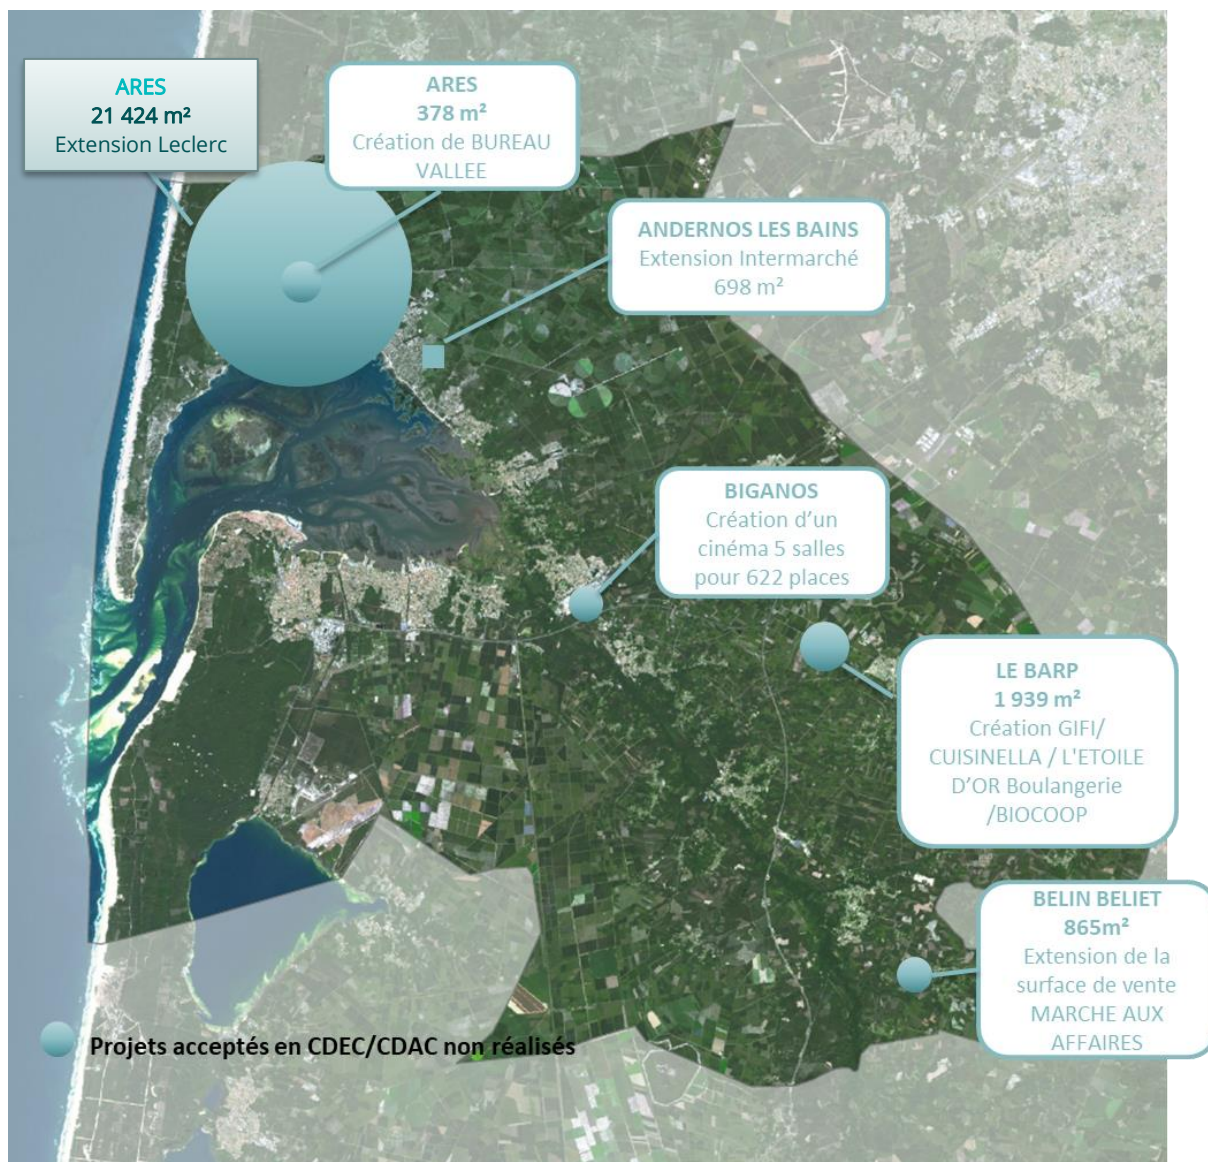 ARES
21 424 m²
Extension Leclerc
ARES
378 m²
Création de BUREAU
VALLEE
ANDERNOS LES BAINS
Extension Intermarché
698 m²
BIGANOS
Création d’un
cinéma 5 salles
pour 622 places
LE BARP
1 939 m²
Création GIFI/
CUISINELLA / L'ETOILE
D’OR Boulangerie
/BIOCOOP
BELIN BELIET
865m²
Extension de la
surface de vente
MARCHE AUX
AFFAIRES
Projets acceptés en CDEC/CDAC non réalisés